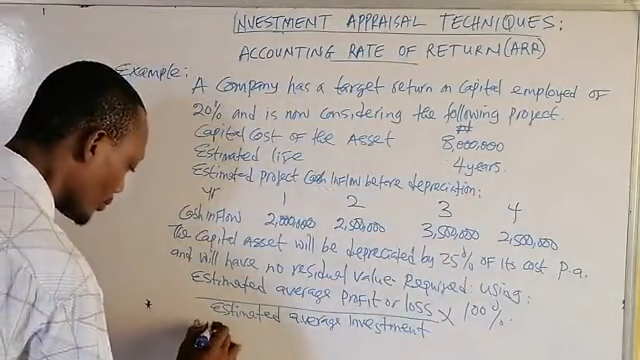 INVESTMENT APPRAISAL TECHNIQUES:
ACCOUNTING RATE OF RETURN (ARR)
Example:
A Company has a target return on capital employed of
20% and is now considering the following project.
Capital Cost of the Asset 8,000,000
Estimated life 4 years.
Estimated project Cash Inflow before depreciation:
yr 1 2 3 4
Cash inflow 2,000,000 2,500,000 3,500,000 2,500,000
The Capital Asset will be depreciated by 25% of its cost p.a.
and will have no residual value. Required: Using:
Estimated average Profit or loss X 100%.
Estimated average Investment